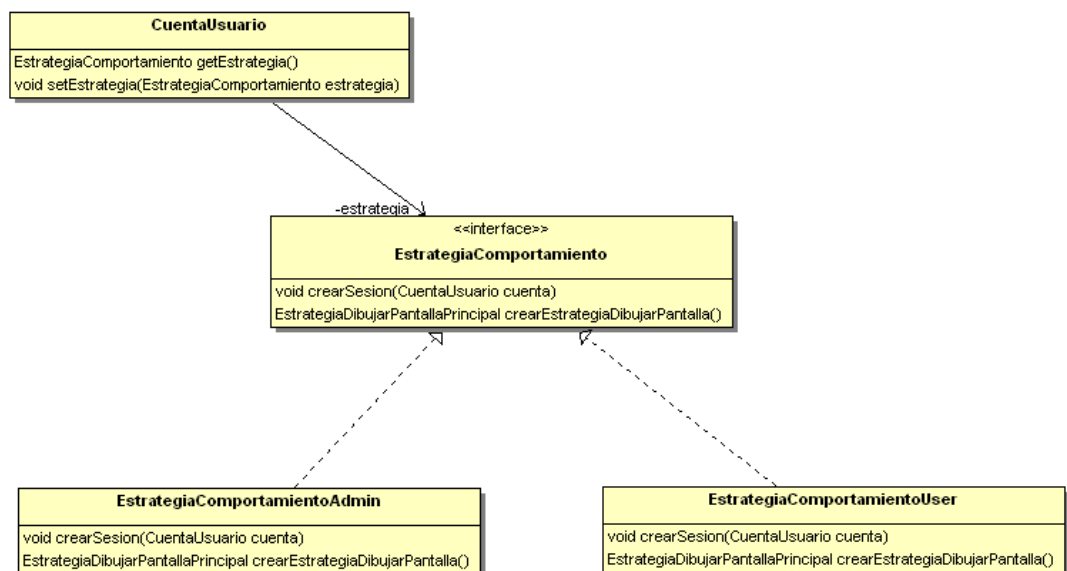 CuentaUsuario
EstrategiaComportamiento getEstrategia()
void setEstrategia(EstrategiaComportamiento estrategia)
-estrategia
<<interface>>
EstrategiaComportamiento
void crearSesion(CuentaUsuario cuenta)
EstrategiaDibujarPantallaPrincipal crearEstrategiaDibujarPantalla()
EstrategiaComportamientoAdmin
void crearSesion(CuentaUsuario cuenta)
EstrategiaDibujarPantallaPrincipal crearEstrategiaDibujarPantalla()
EstrategiaComportamientoUser
void crearSesion(CuentaUsuario cuenta)
EstrategiaDibujarPantallaPrincipal crearEstrategiaDibujarPantalla()